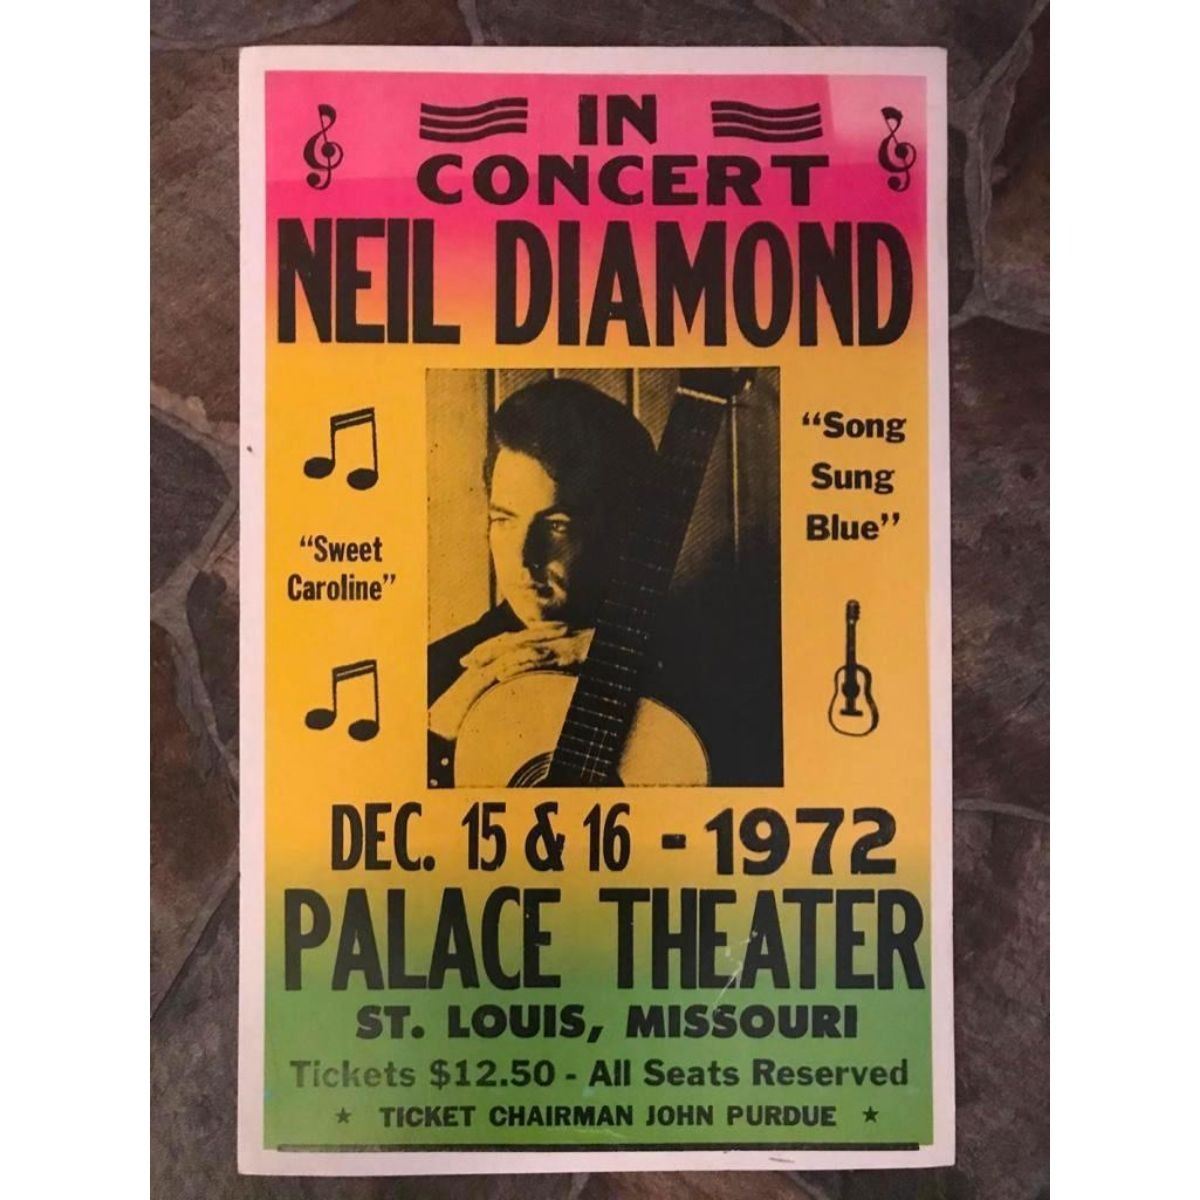 IN
CONCERT
NEIL DIAMOND
"Sweet
Caroline"
"Song
Sung
Blue"
DEC. 15 & 16 - 1972
PALACE THEATER
ST. LOUIS, MISSOURI
Tickets $12.50 - All Seats Reserved
★ TICKET CHAIRMAN JOHN PURDUE ★